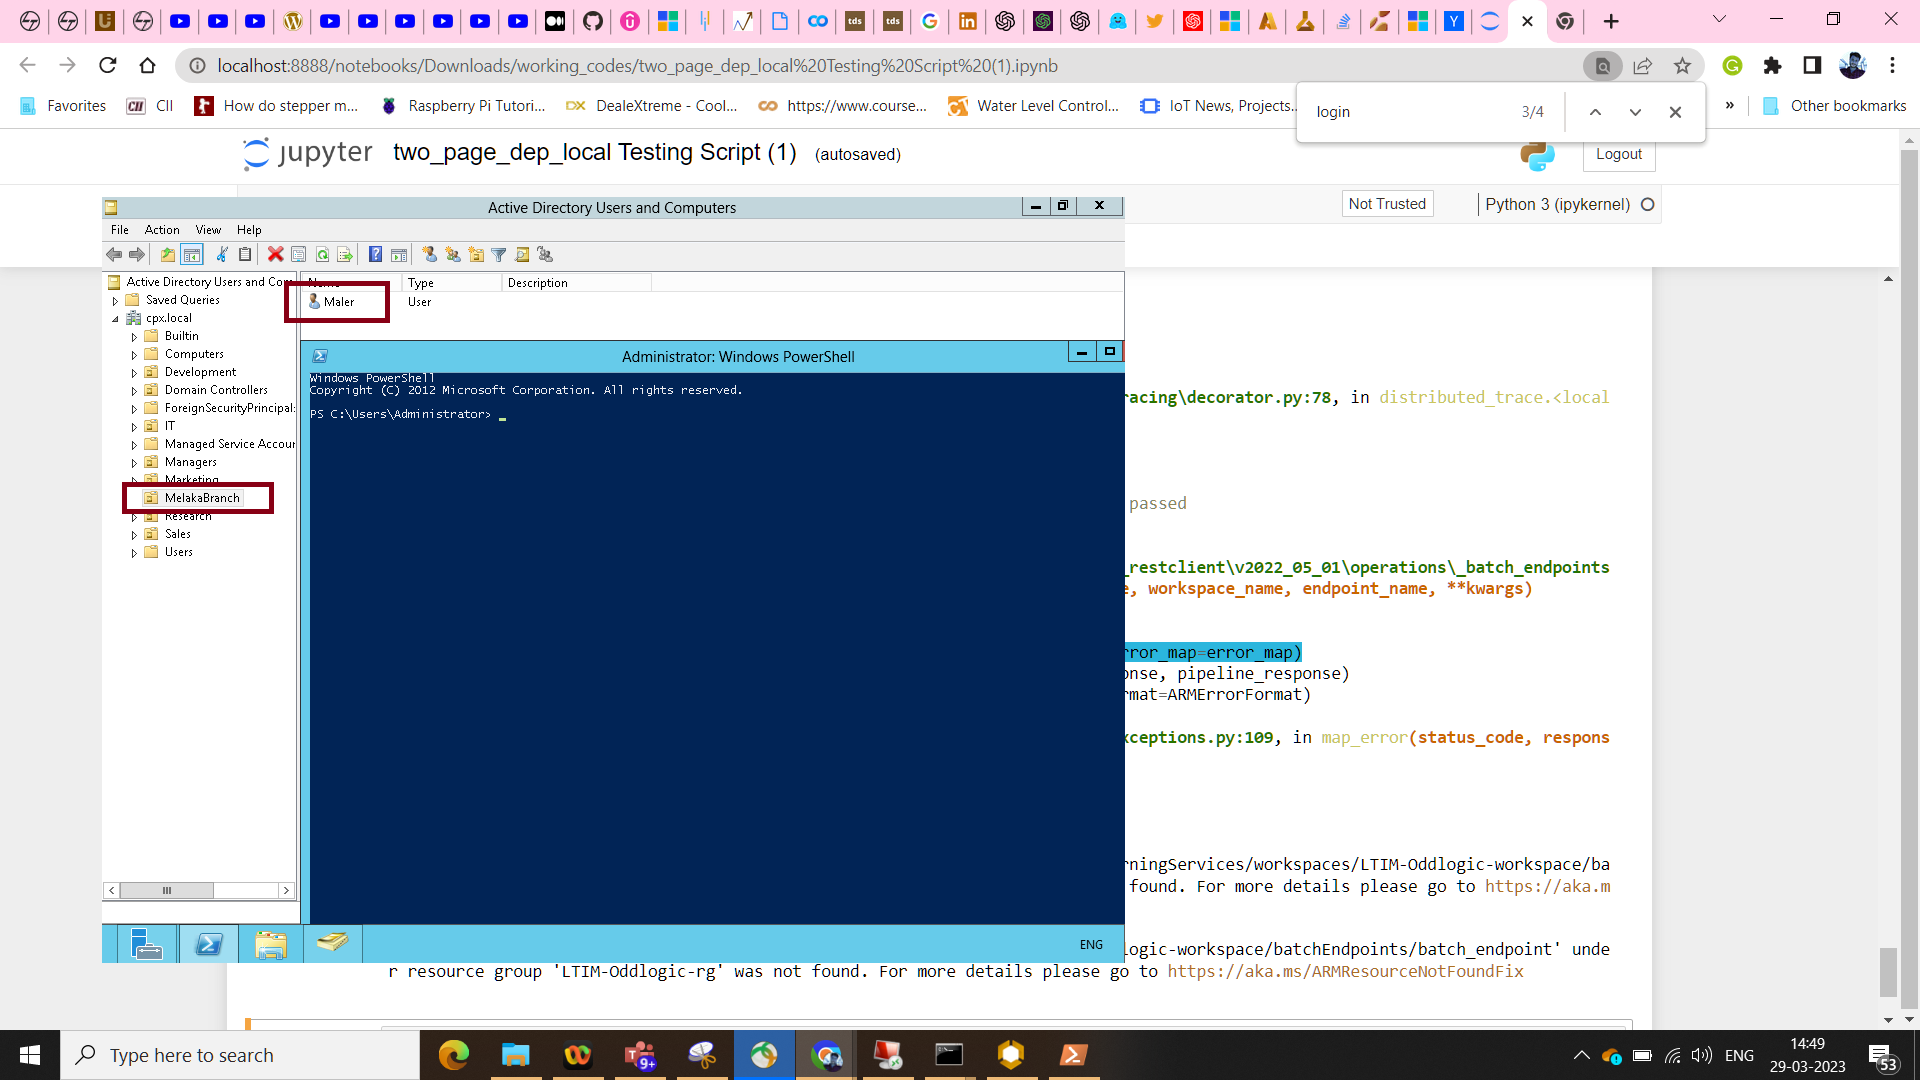 tds
tds
Y
localhost:8888/notebooks/Downloads/working_codes/two_page_dep_local%20Testing%20Script%20(1).ipynb
Favorites
CII
How do stepper m...
Raspberry Pi Tutori...
DX DealeXtreme - Cool...
https://www.course...
Water Level Control...
IoT News, Projects...
» Other bookmarks
login 3/4
jupyter two_page_dep_local Testing Script (1) (autosaved)
Logout
Not Trusted
Python 3 (ipykernel)
Active Directory Users and Computers
File Action View Help
Active Directory Users and Com
Saved Queries
cpx.local
Builtin
Computers
Development
Domain Controllers
ForeignSecurityPrincipal:
IT
Managed Service Accour
Managers
Marketing
MelakaBranch
Research
Sales
Users
Name Type Description
Maler User
Administrator: Windows PowerShell
Windows PowerShell
Copyright (C) 2012 Microsoft Corporation. All rights reserved.
PS C:\Users\Administrator> _
ENG
racing\decorator.py:78, in distributed_trace.<local
passed
_restclient\v2022_05_01\operations\_batch_endpoints
e, workspace_name, endpoint_name, **kwargs)
rror_map=error_map)
onse, pipeline_response)
rmat=ARMErrorFormat)
xceptions.py:109, in map_error(status_code, respons
rningServices/workspaces/LTIM-Oddlogic-workspace/ba
found. For more details please go to https://aka.m
logic-workspace/batchEndpoints/batch_endpoint' unde
r resource group 'LTIM-Oddlogic-rg' was not found. For more details please go to https://aka.ms/ARMResourceNotFoundFix
Type here to search
9+
ENG
14:49
29-03-2023
53